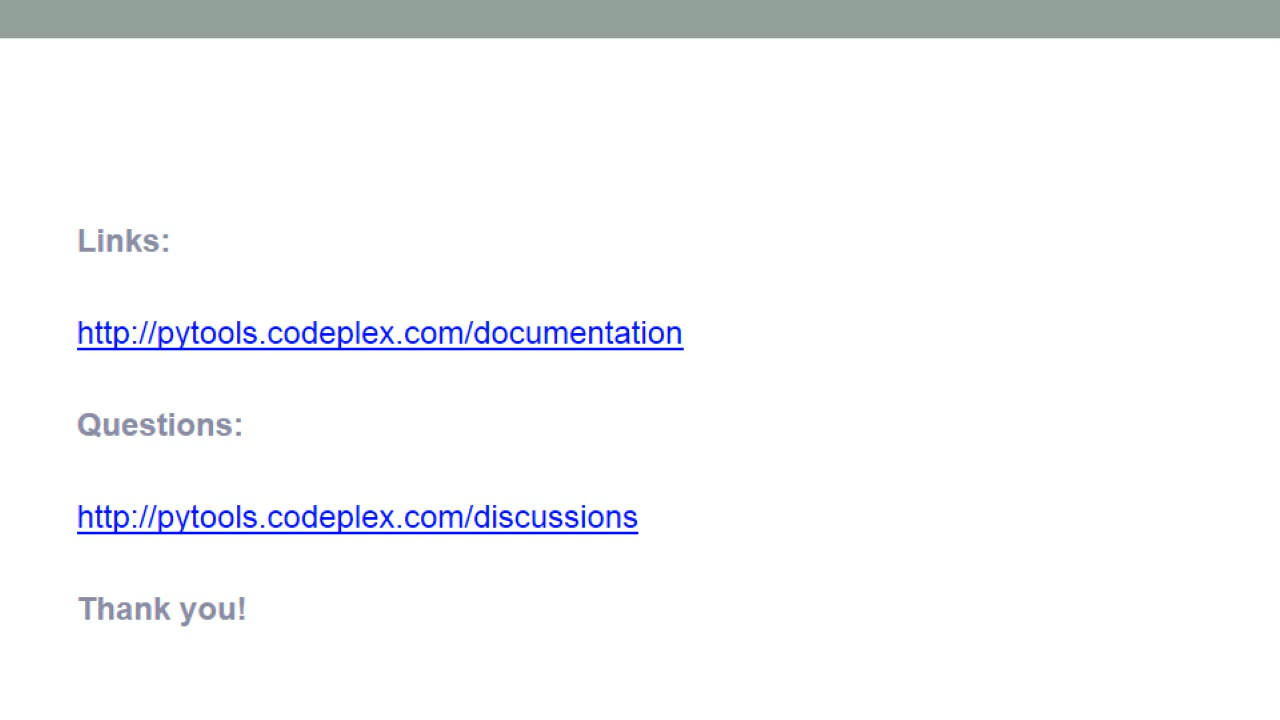 Links:
http://pytools.codeplex.com/documentation
Questions:
http://pytools.codeplex.com/discussions
Thank you!